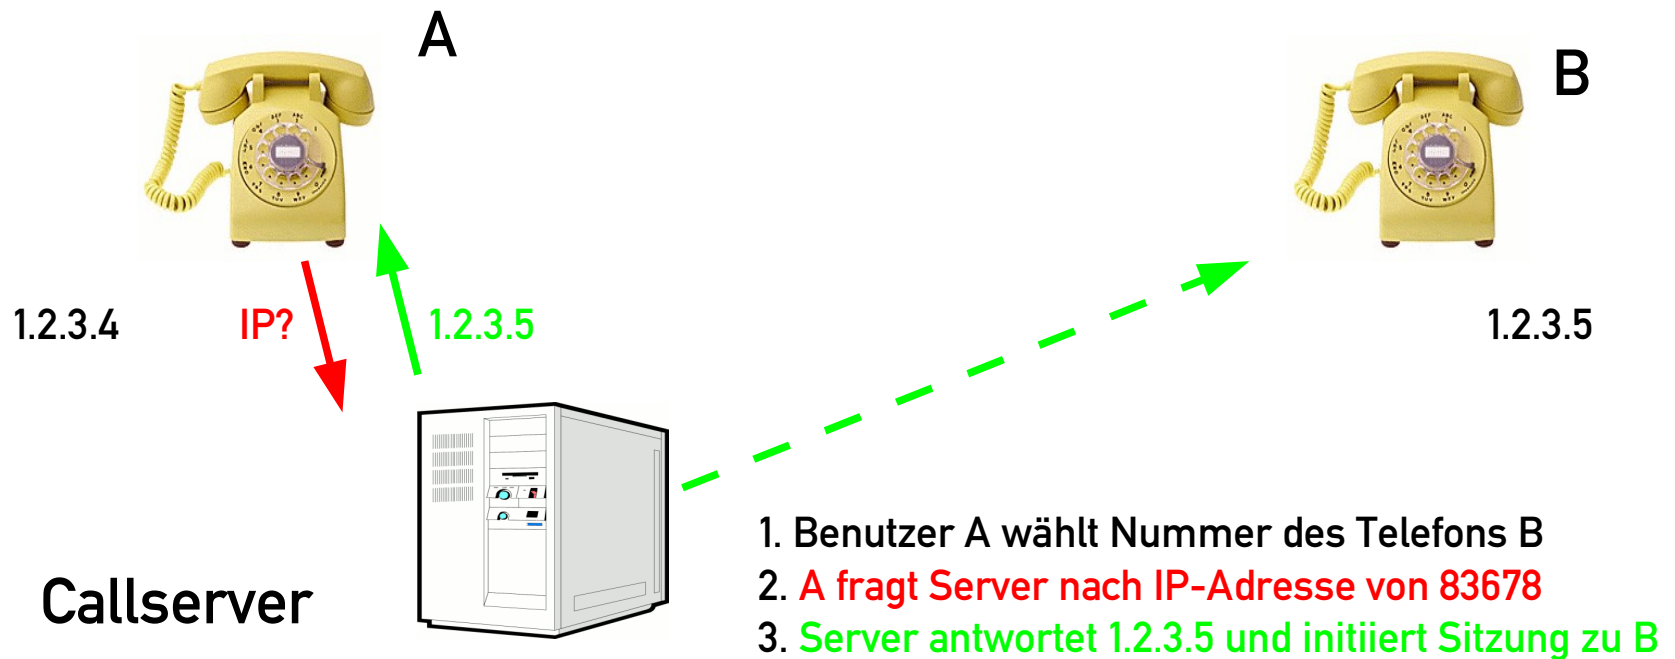 A
B
1.2.3.4
IP?
1.2.3.5
1.2.3.5
Callserver
1. Benutzer A wählt Nummer des Telefons B
2. A fragt Server nach IP-Adresse von 83678
3. Server antwortet 1.2.3.5 und initiiert Sitzung zu B